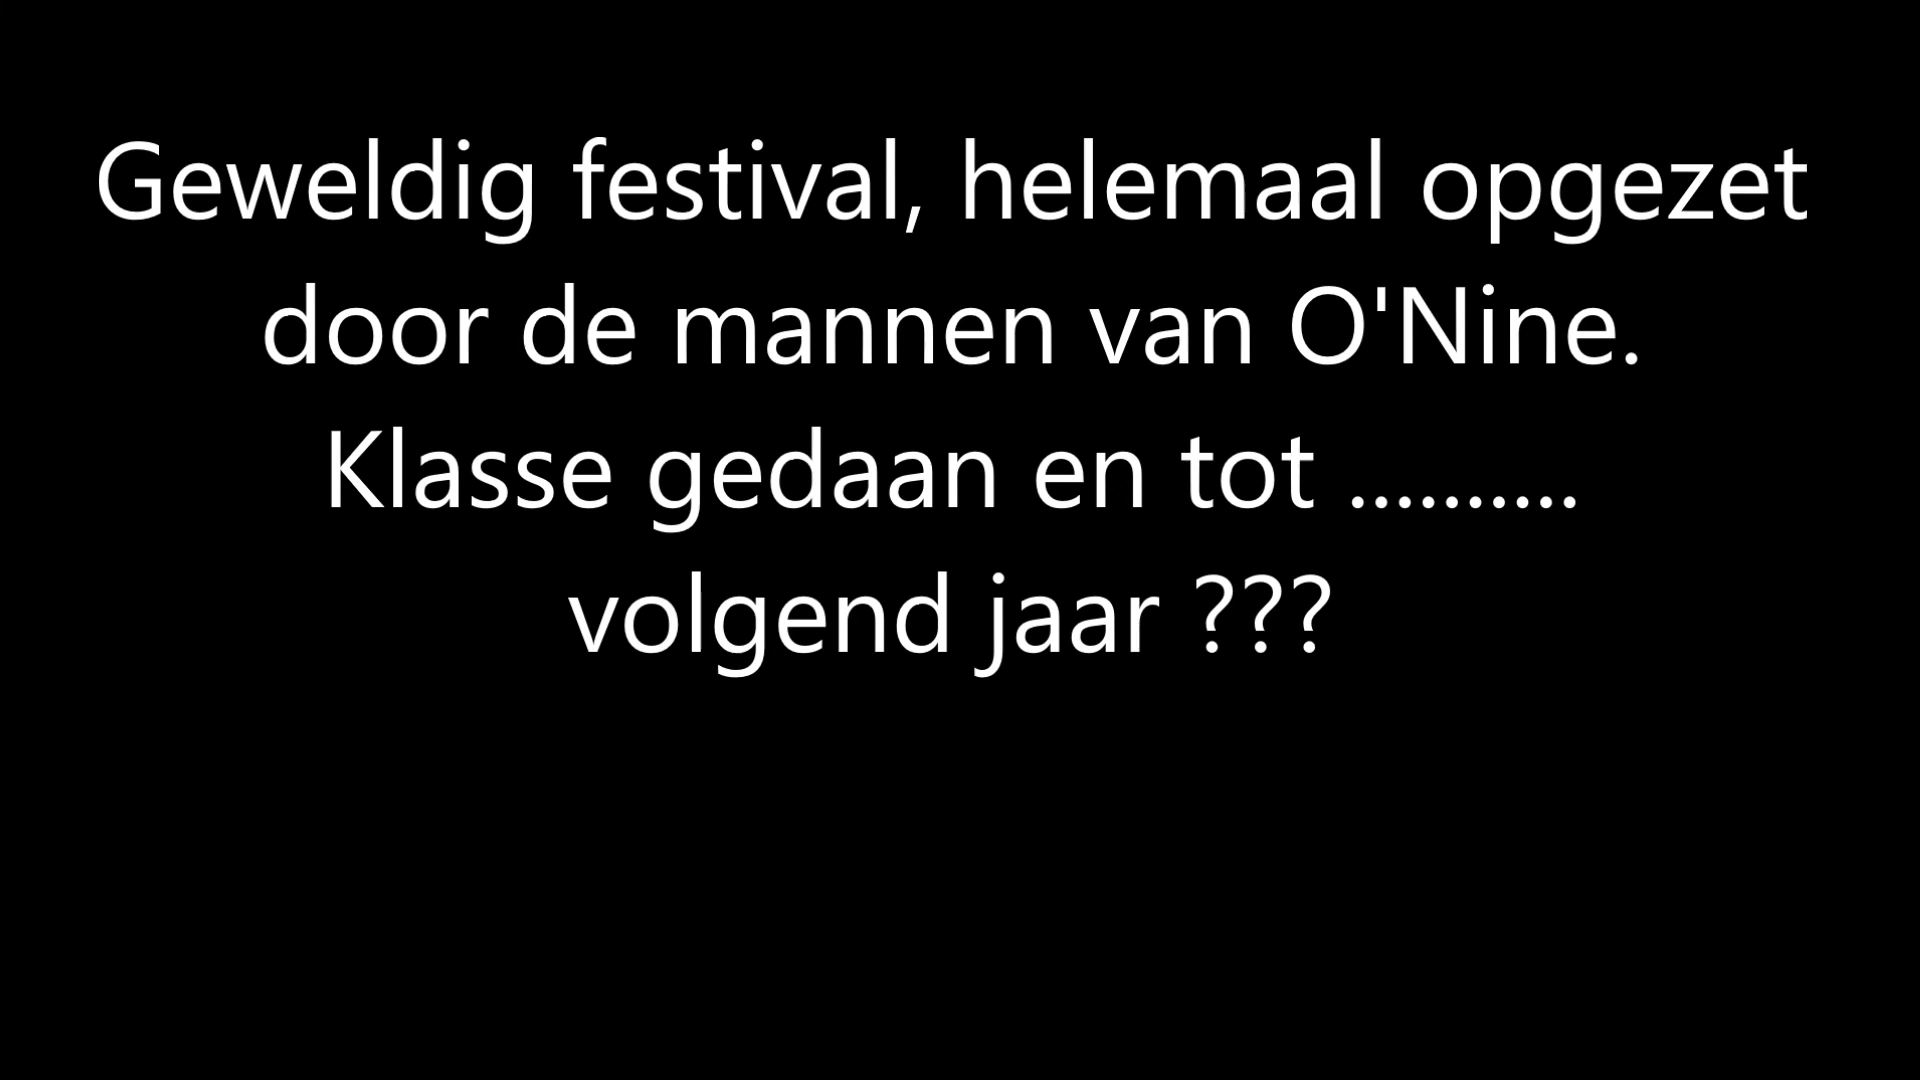 Geweldig festival, helemaal opgezet
door de mannen van O'Nine.
Klasse gedaan en tot ..........
volgend jaar ???